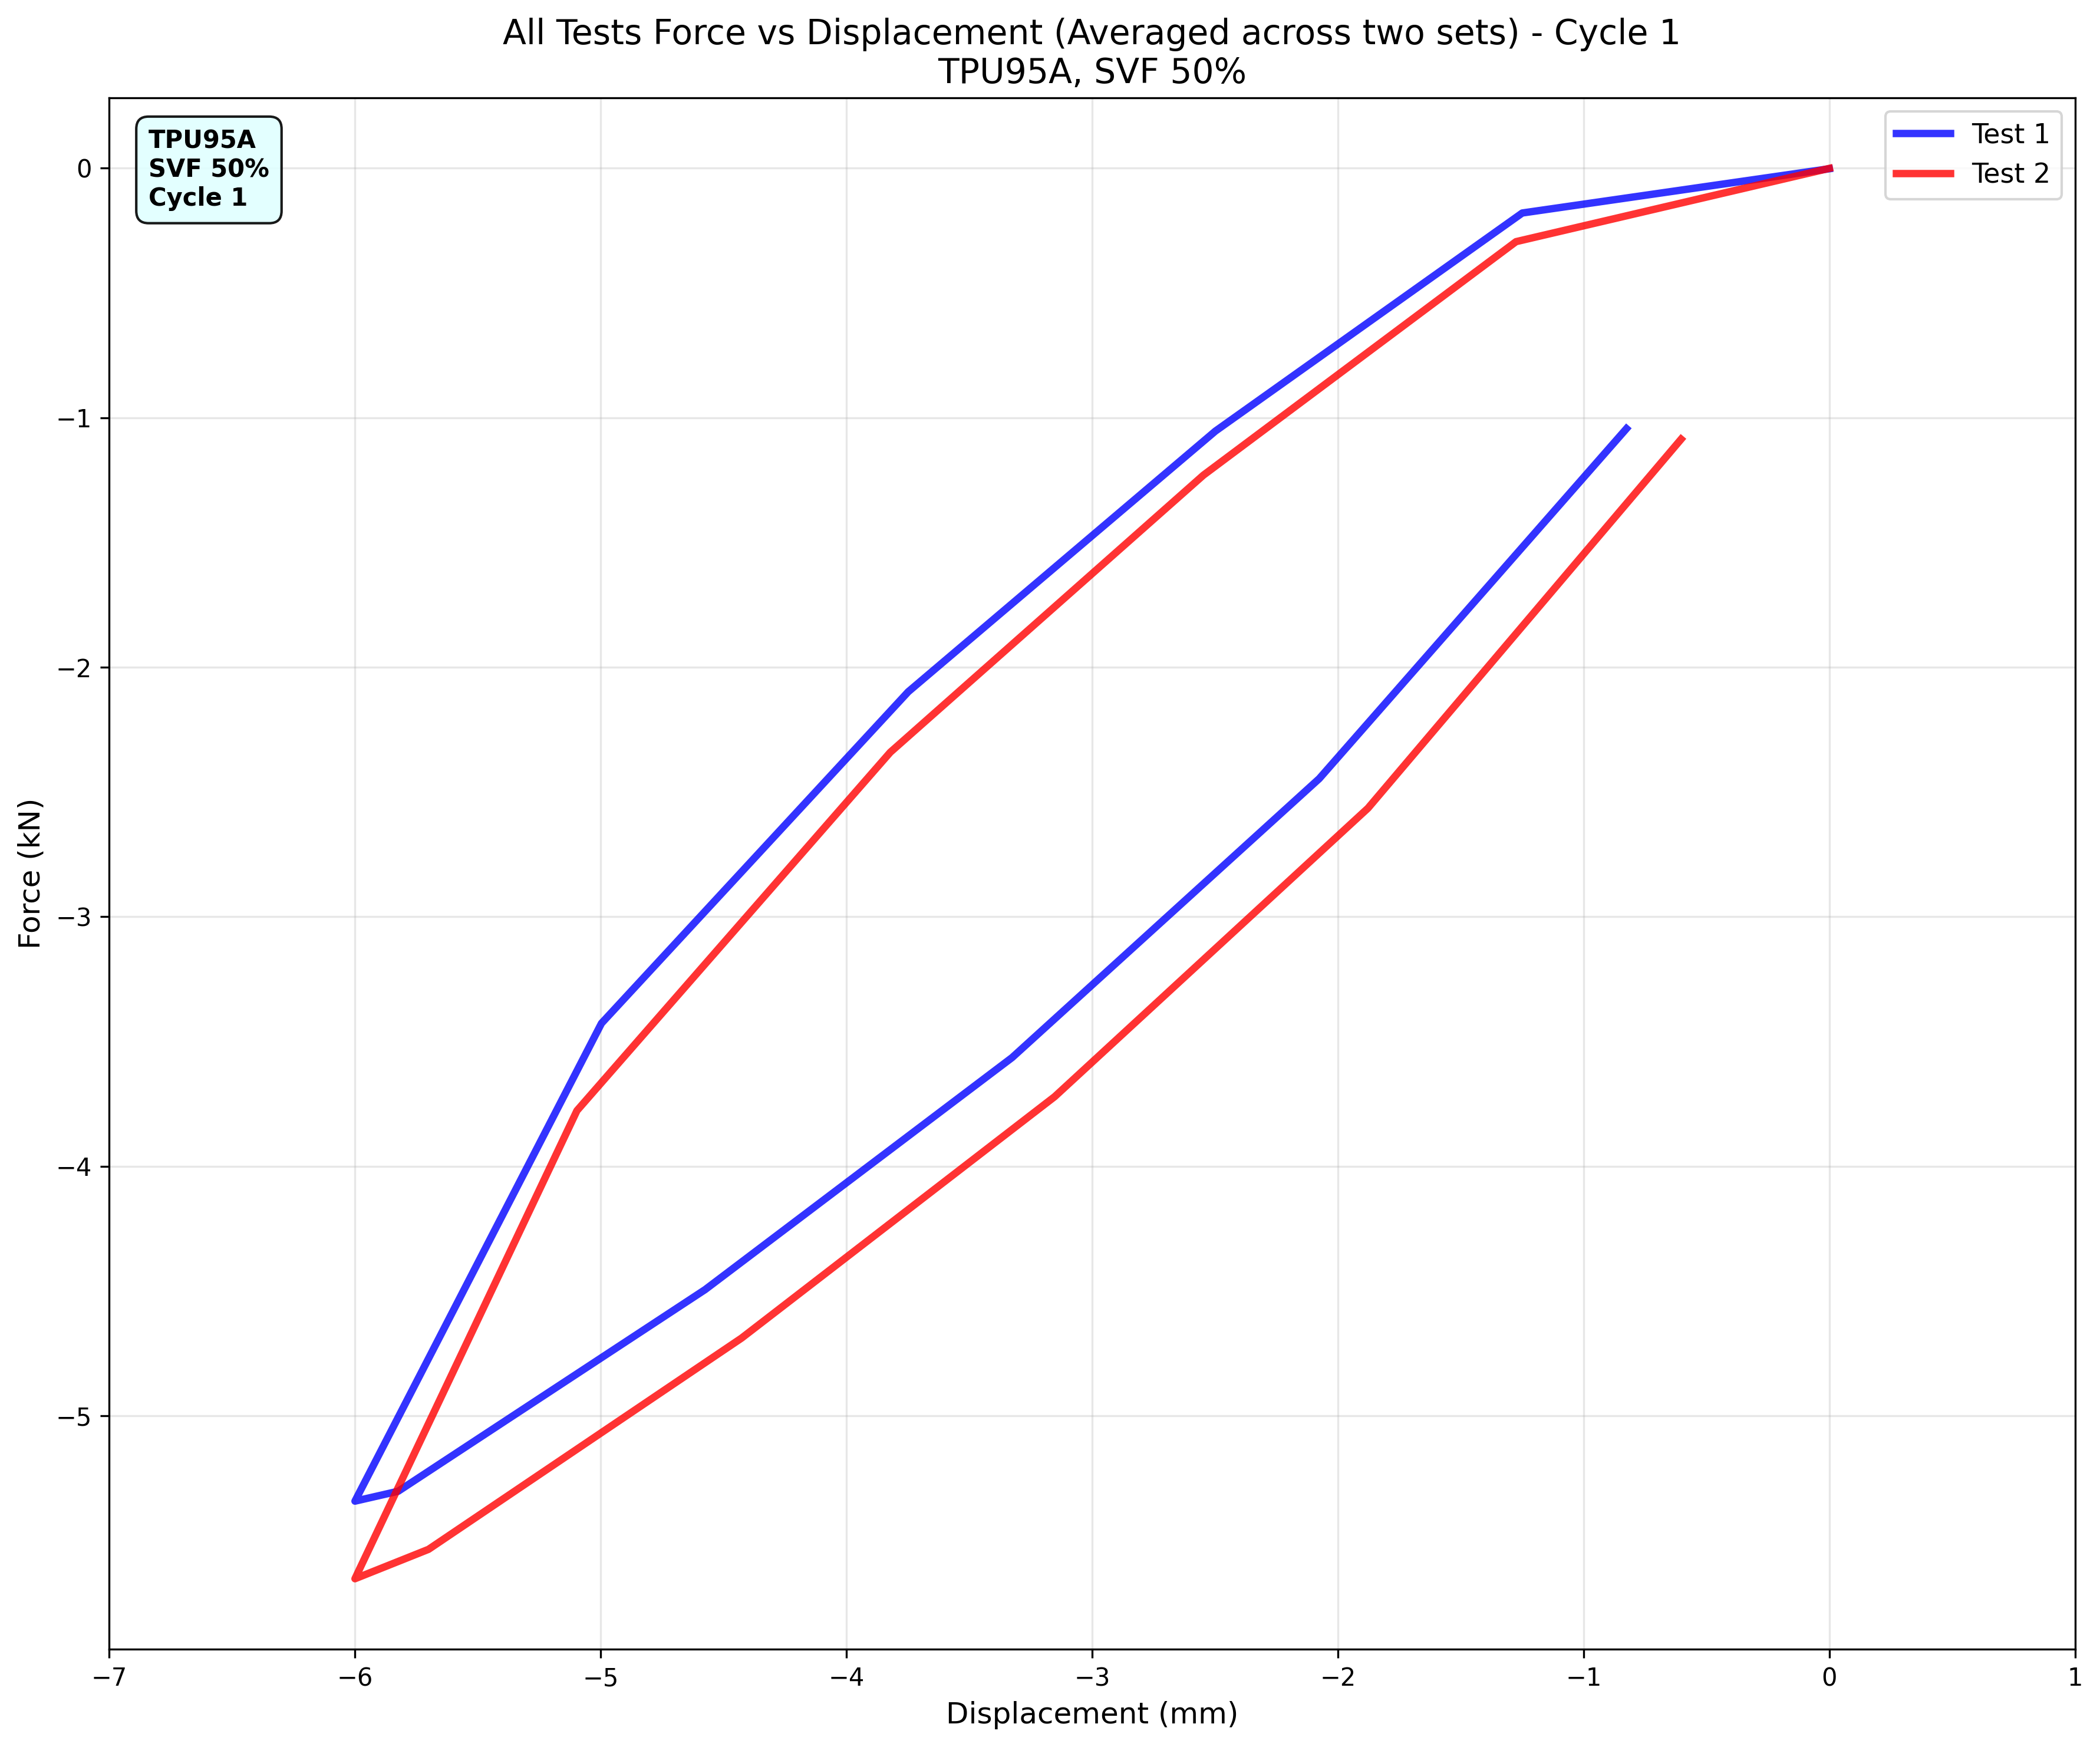 All Tests Force vs Displacement (Averaged across two sets) - Cycle 1
TPU95A, SVF 50%
TPU95A
SVF 50%
Cycle 1
Test 1
Test 2
Force (kN)
0
−1
−2
−3
−4
−5
−7
−6
−5
−4
−3
−2
−1
0
1
Displacement (mm)